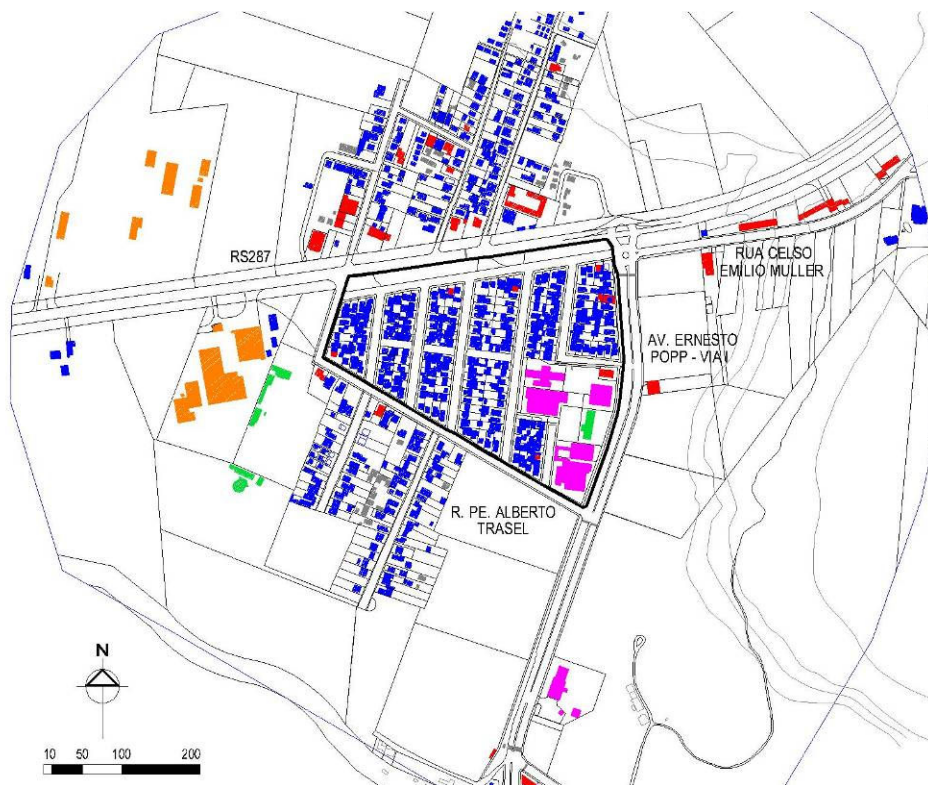 RS287
RUA CELSO
EMILIO MULLER
AV. ERNESTO
POPP - VIA I
R. PE. ALBERTO
TRASEL
N
10 50 100 200